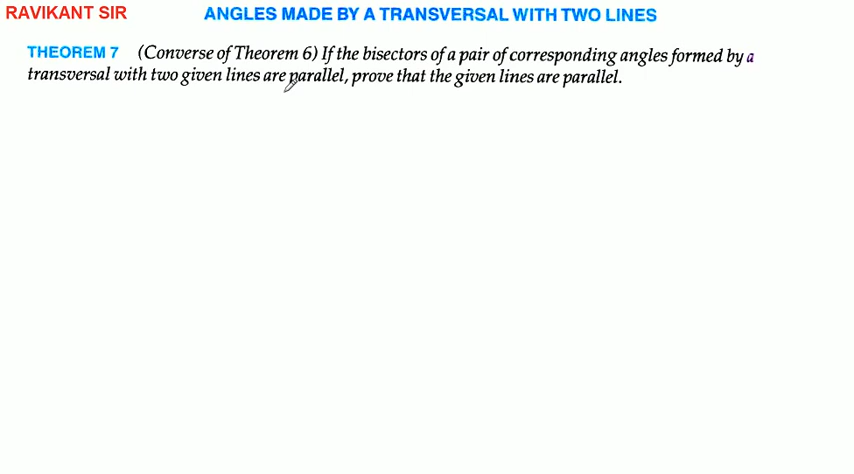 RAVIKANT SIR
ANGLES MADE BY A TRANSVERSAL WITH TWO LINES
THEOREM 7 (Converse of Theorem 6) If the bisectors of a pair of corresponding angles formed by a
transversal with two given lines are parallel, prove that the given lines are parallel.